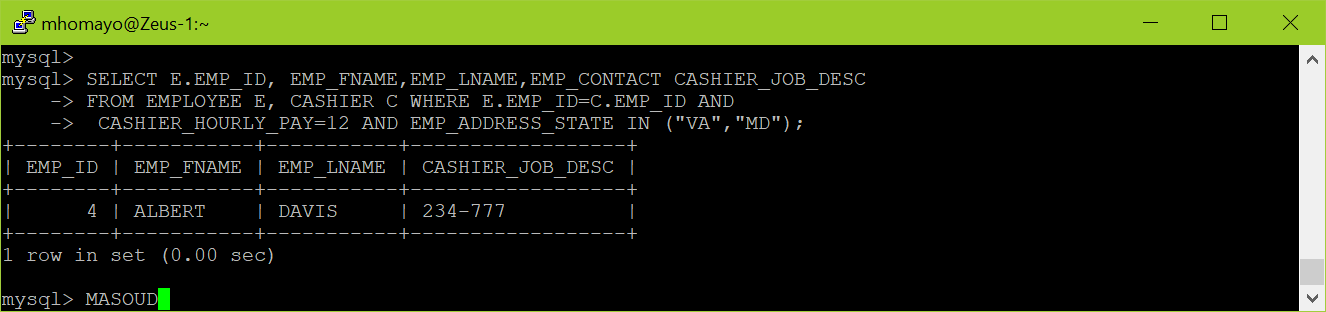 mhomayo@Zeus-1:~
mysql>
mysql> SELECT E.EMP_ID, EMP_FNAME,EMP_LNAME,EMP_CONTACT CASHIER_JOB_DESC
    -> FROM EMPLOYEE E, CASHIER C WHERE E.EMP_ID=C.EMP_ID AND
    ->  CASHIER_HOURLY_PAY=12 AND EMP_ADDRESS_STATE IN ("VA","MD");
+--------+-----------+-----------+------------------+
| EMP_ID | EMP_FNAME | EMP_LNAME | CASHIER_JOB_DESC |
+--------+-----------+-----------+------------------+
|      4 | ALBERT    | DAVIS     | 234-777          |
+--------+-----------+-----------+------------------+
1 row in set (0.00 sec)
mysql> MASOUD